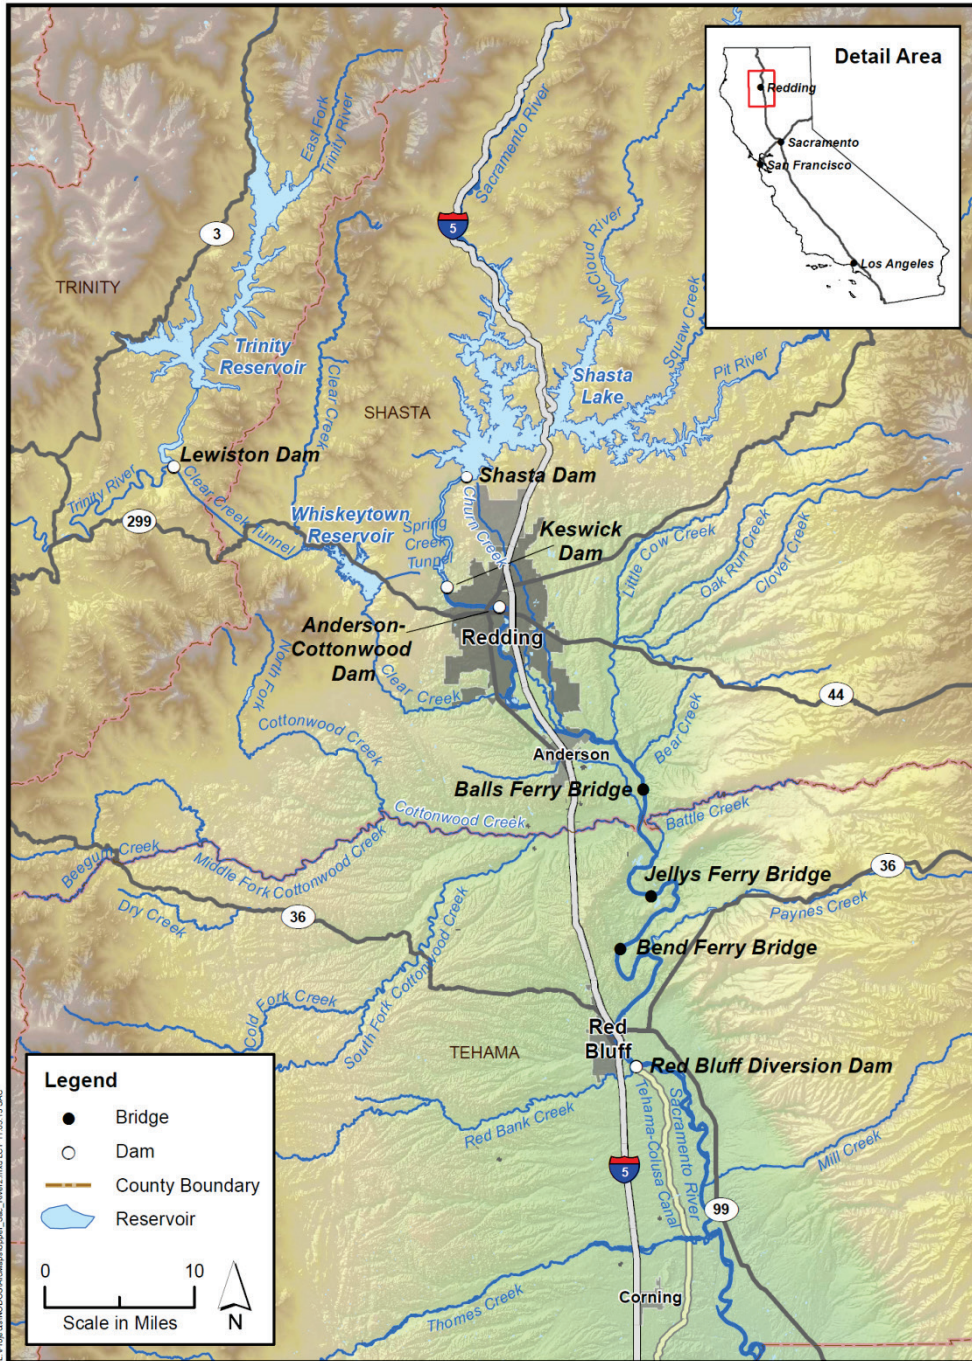 Detail Area
Redding
Sacramento
San Francisco
Los Angeles
East Fork
Trinity River
Sacramento River
5
3
McCloud River
TRINITY
Squaw Creek
Trinity
Reservoir
Clear Creek
Pit River
Shasta
Lake
SHASTA
Lewiston Dam
Shasta Dam
Trinity River
Clear Creek Tunnel
299
Whiskeytown
Reservoir
Spring
Creek
Tunnel
Churn Creek
Keswick
Dam
Little Cow Creek
Oak Run Creek
Clover Creek
Anderson-
Cottonwood
Dam
Redding
North Fork
Cottonwood Creek
Clear Creek
44
Bear Creek
Anderson
Balls Ferry Bridge
Cottonwood Creek
Battle Creek
Beegum Creek
Middle Fork Cottonwood Creek
Jellys Ferry Bridge
36
Dry Creek
36
Paynes Creek
South Fork Cottonwood Creek
Bend Ferry Bridge
Cold Fork Creek
Red
Bluff
TEHAMA
Red Bluff Diversion Dam
Red Bank Creek
Tehama-Colusa Canal
Sacramento River
Mill Creek
5
99
Thomes Creek
Corning
Legend
Bridge
Dam
County Boundary
Reservoir
0 10
Scale in Miles
N